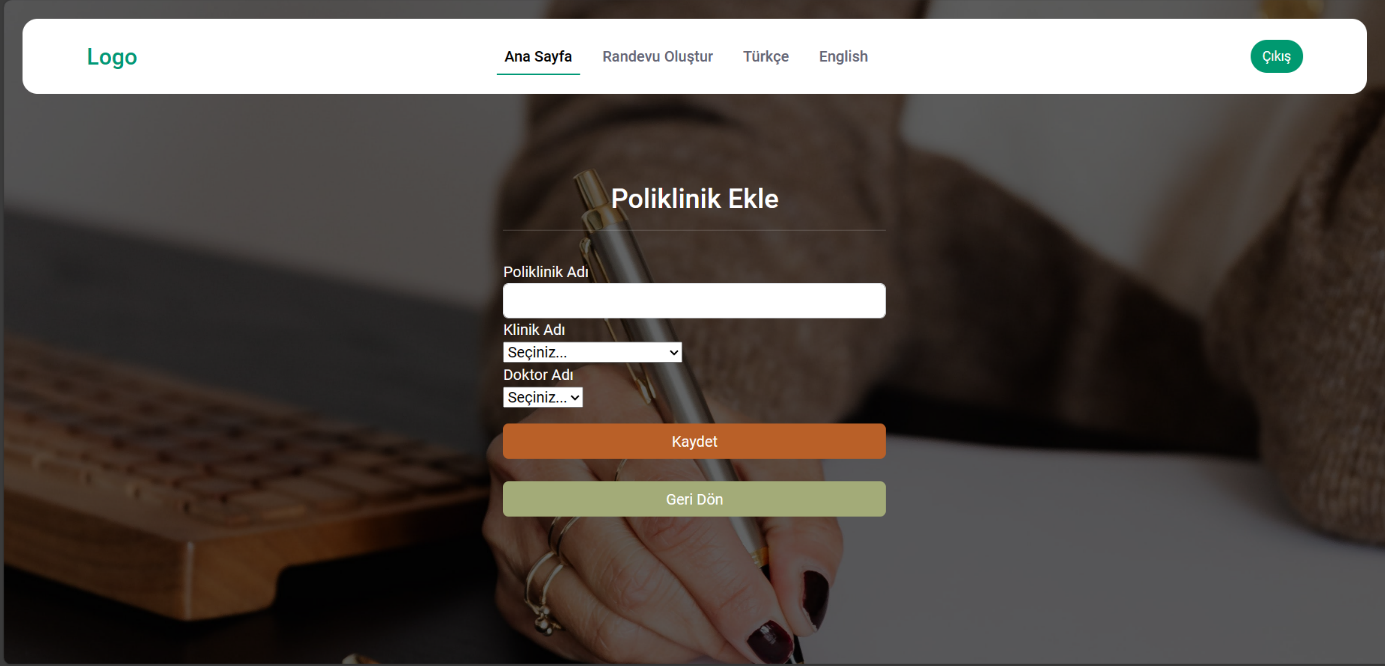 Logo
Ana Sayfa
Randevu Oluştur
Türkçe
English
Çıkış
Poliklinik Ekle
Poliklinik Adı
Klinik Adı
Seçiniz...
Doktor Adı
Seçiniz...
Kaydet
Geri Dön